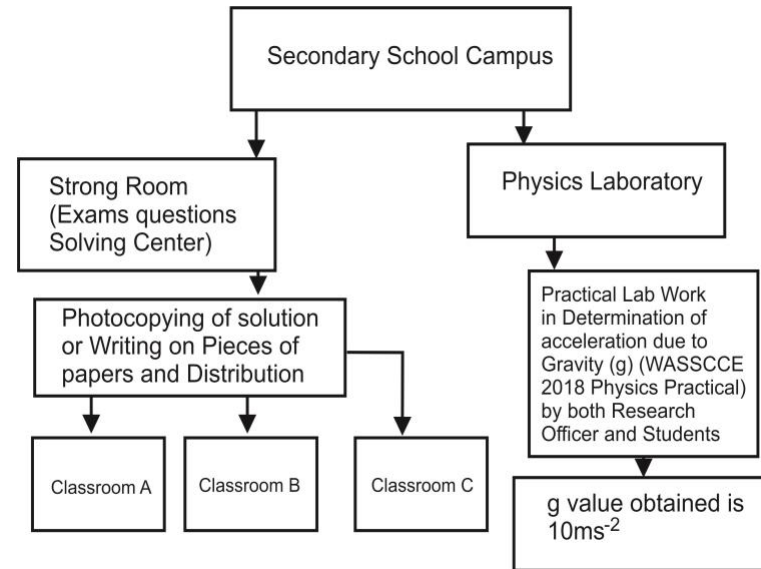 Secondary School Campus
Strong Room
(Exams questions
Solving Center)
Physics Laboratory
Photocopying of solution
or Writing on Pieces of
papers and Distribution
Practical Lab Work
in Determination of
acceleration due to
Gravity (g) (WASSCCE
2018 Physics Practical)
by both Research
Officer and Students
Classroom A
Classroom B
Classroom C
g value obtained is
10ms⁻²